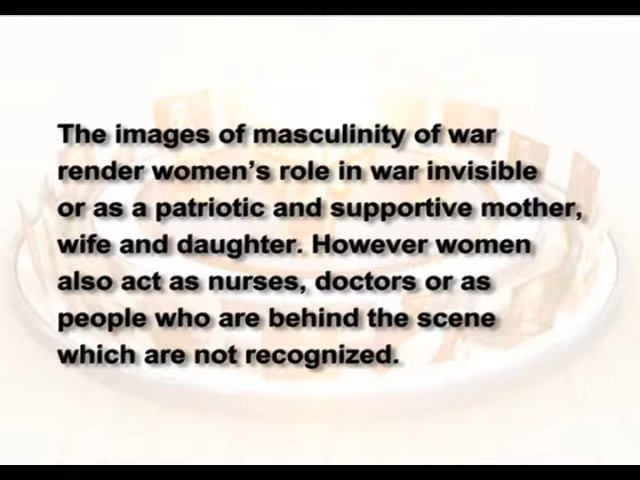 The images of masculinity of war
render women’s role in war invisible
or as a patriotic and supportive mother,
wife and daughter. However women
also act as nurses, doctors or as
people who are behind the scene
which are not recognized.